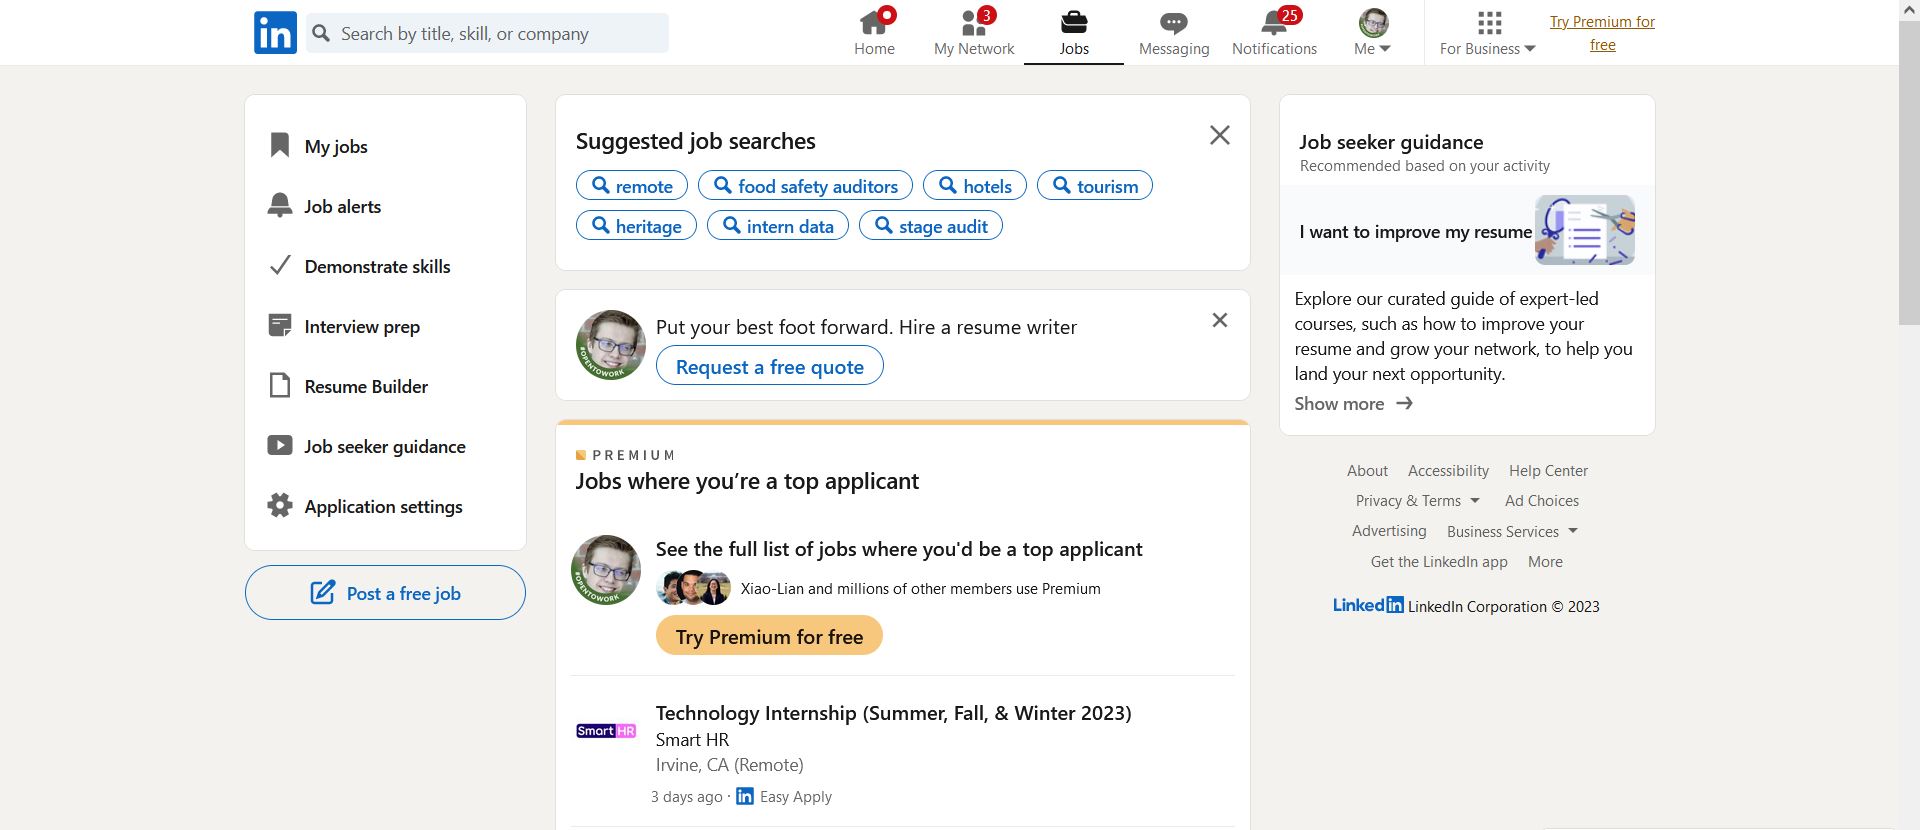 in
Search by title, skill, or company
Home
3
My Network
Jobs
Messaging
25
Notifications
Me
For Business
Try Premium for
free
My jobs
Job alerts
Demonstrate skills
Interview prep
Resume Builder
Job seeker guidance
Application settings
Post a free job
Suggested job searches
remote
food safety auditors
hotels
tourism
heritage
intern data
stage audit
#OPENTOWORK
Put your best foot forward. Hire a resume writer
Request a free quote
PREMIUM
Jobs where you’re a top applicant
#OPENTOWORK
See the full list of jobs where you'd be a top applicant
Xiao-Lian and millions of other members use Premium
Try Premium for free
Smart HR
Technology Internship (Summer, Fall, & Winter 2023)
Smart HR
Irvine, CA (Remote)
3 days ago · in Easy Apply
Job seeker guidance
Recommended based on your activity
I want to improve my resume
Explore our curated guide of expert-led
courses, such as how to improve your
resume and grow your network, to help you
land your next opportunity.
Show more
About Accessibility Help Center
Privacy & Terms Ad Choices
Advertising Business Services
Get the LinkedIn app More
LinkedIn LinkedIn Corporation © 2023